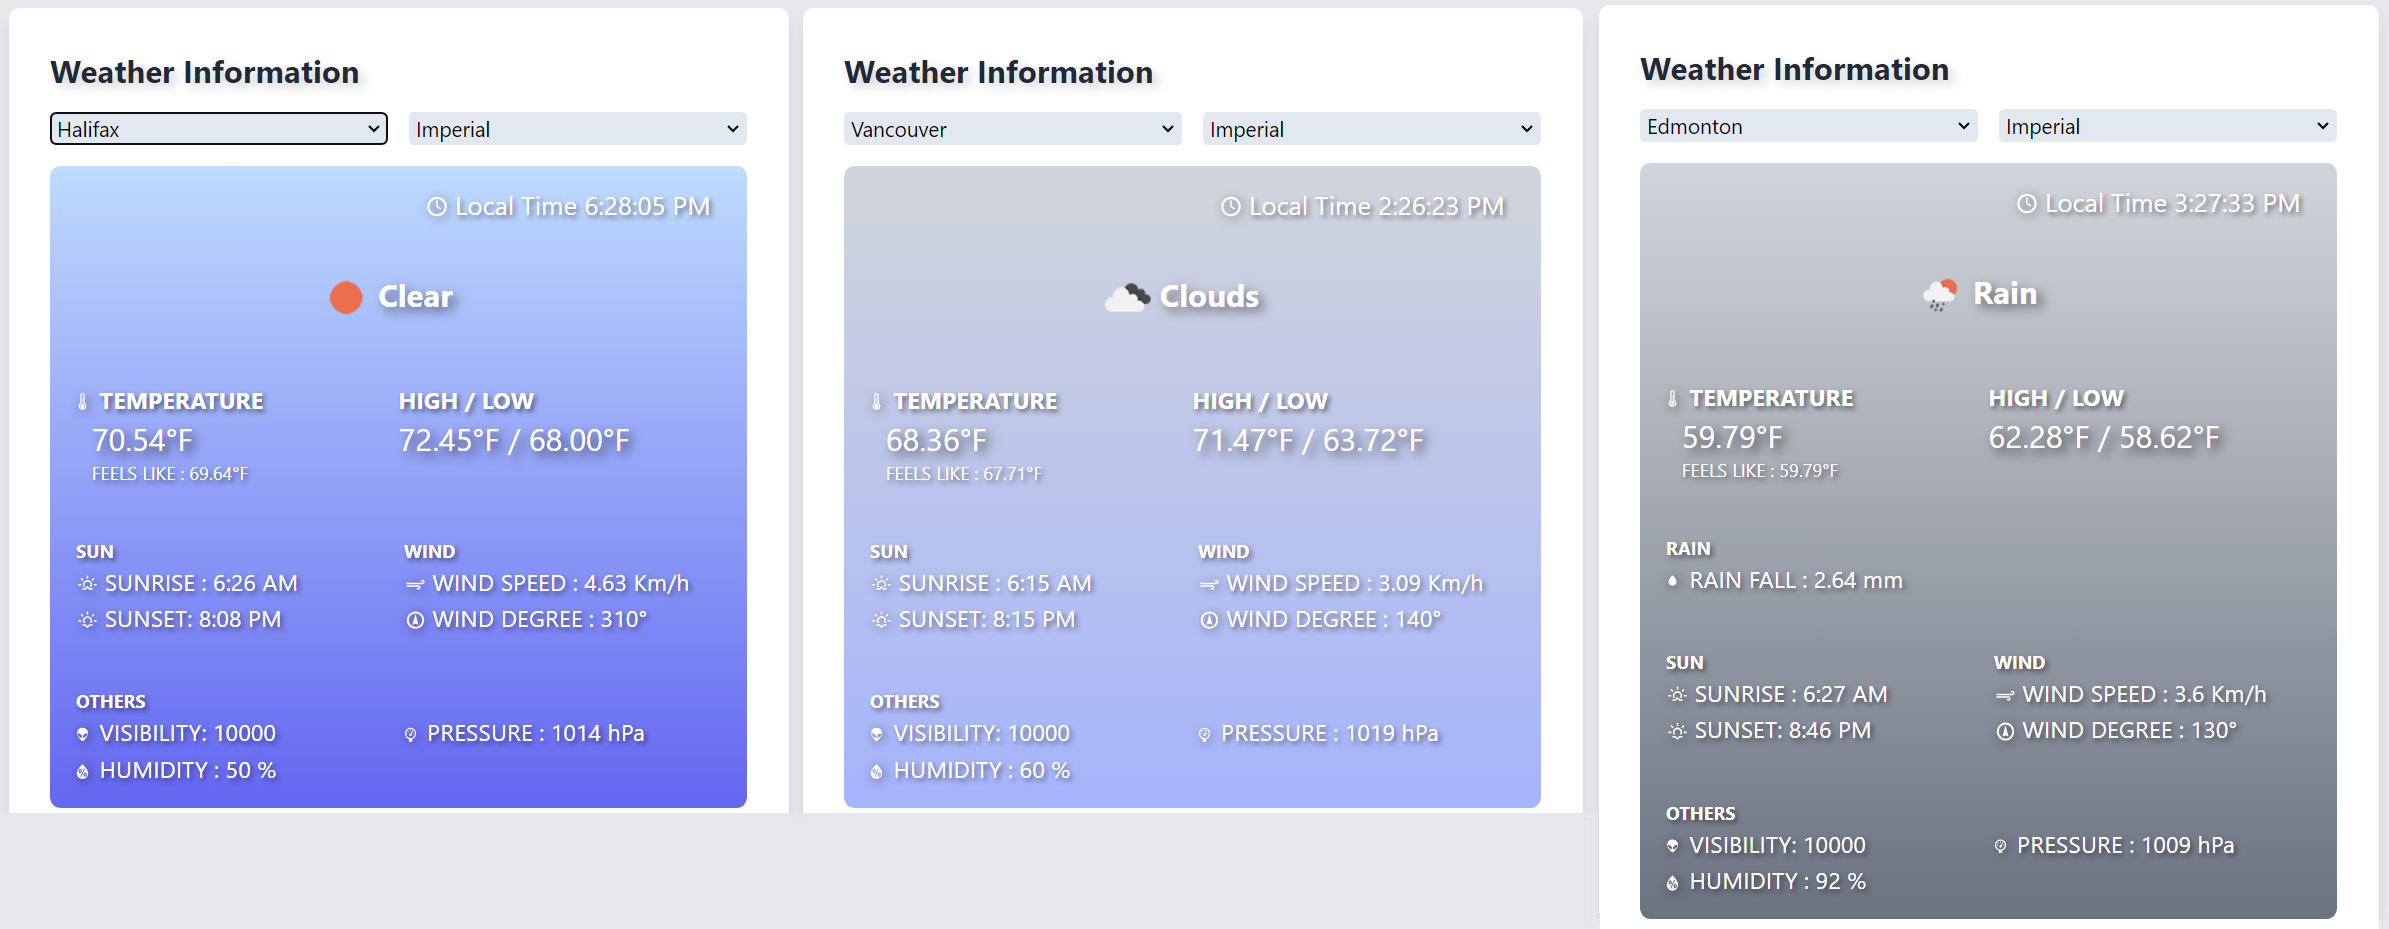 Weather Information
Halifax
Imperial
Local Time 6:28:05 PM
Clear
TEMPERATURE
70.54°F
FEELS LIKE : 69.64°F
HIGH / LOW
72.45°F / 68.00°F
SUN
SUNRISE : 6:26 AM
SUNSET: 8:08 PM
WIND
WIND SPEED : 4.63 Km/h
WIND DEGREE : 310°
OTHERS
VISIBILITY: 10000
PRESSURE : 1014 hPa
HUMIDITY : 50 %
Weather Information
Vancouver
Imperial
Local Time 2:26:23 PM
Clouds
TEMPERATURE
68.36°F
FEELS LIKE : 67.71°F
HIGH / LOW
71.47°F / 63.72°F
SUN
SUNRISE : 6:15 AM
SUNSET: 8:15 PM
WIND
WIND SPEED : 3.09 Km/h
WIND DEGREE : 140°
OTHERS
VISIBILITY: 10000
PRESSURE : 1019 hPa
HUMIDITY : 60 %
Weather Information
Edmonton
Imperial
Local Time 3:27:33 PM
Rain
TEMPERATURE
59.79°F
FEELS LIKE : 59.79°F
HIGH / LOW
62.28°F / 58.62°F
RAIN
RAIN FALL : 2.64 mm
SUN
SUNRISE : 6:27 AM
SUNSET: 8:46 PM
WIND
WIND SPEED : 3.6 Km/h
WIND DEGREE : 130°
OTHERS
VISIBILITY: 10000
PRESSURE : 1009 hPa
HUMIDITY : 92 %